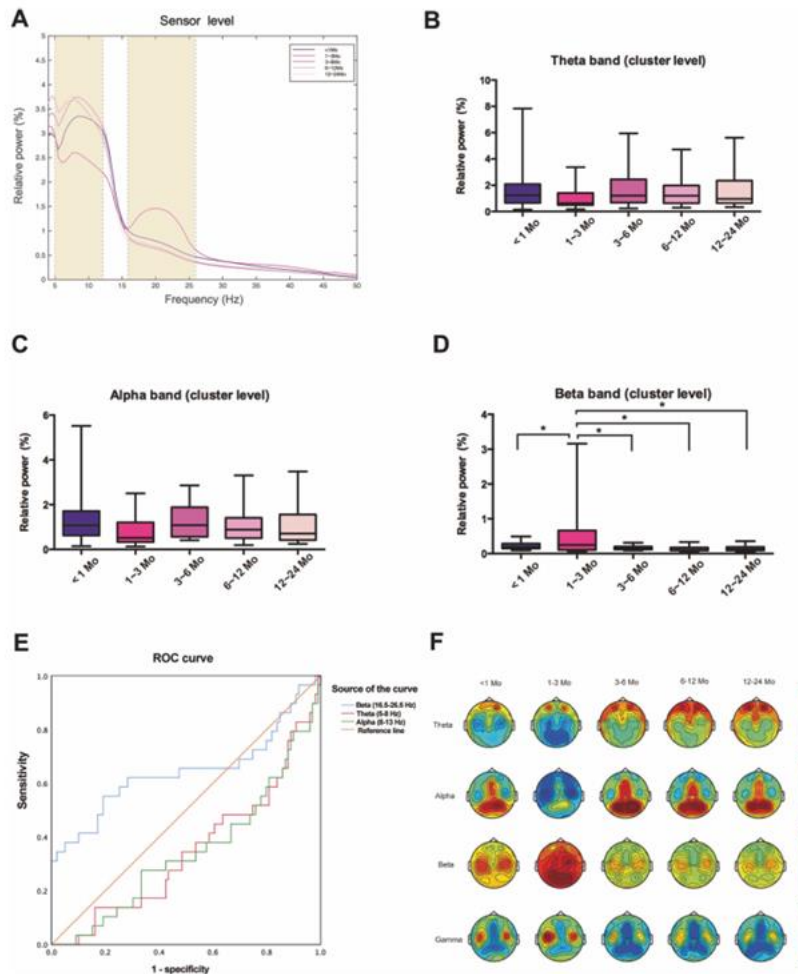 A
Sensor level
Relative power (%)
5
4.5
4
3.5
3
2.5
2
1.5
1
0.5
0
5 10 15 20 25 30 35 40 45 50
Frequency (Hz)
<1Mo
1~3Mo
3~6Mo
6~12Mo
12~24Mo
B
Theta band (cluster level)
Relative power (%)
10
8
6
4
2
0
<1 Mo
1~3 Mo
3~6 Mo
6~12 Mo
12~24 Mo
C
Alpha band (cluster level)
Relative power (%)
6
4
2
0
<1 Mo
1~3 Mo
3~6 Mo
6~12 Mo
12~24 Mo
D
Beta band (cluster level)
Relative power (%)
4
3
2
1
0
* * * *
<1 Mo
1~3 Mo
3~6 Mo
6~12 Mo
12~24 Mo
E
ROC curve
Sensitivity
1.0
0.8
0.6
0.4
0.2
0.0
0.0 0.2 0.4 0.6 0.8 1.0
1 - specificity
Source of the curve
Beta (16.5-26.5 Hz)
Theta (5-8 Hz)
Alpha (8-13 Hz)
Reference line
F
<1 Mo 1-3 Mo 3-6 Mo 6-12 Mo 12-24 Mo
Theta
Alpha
Beta
Gamma